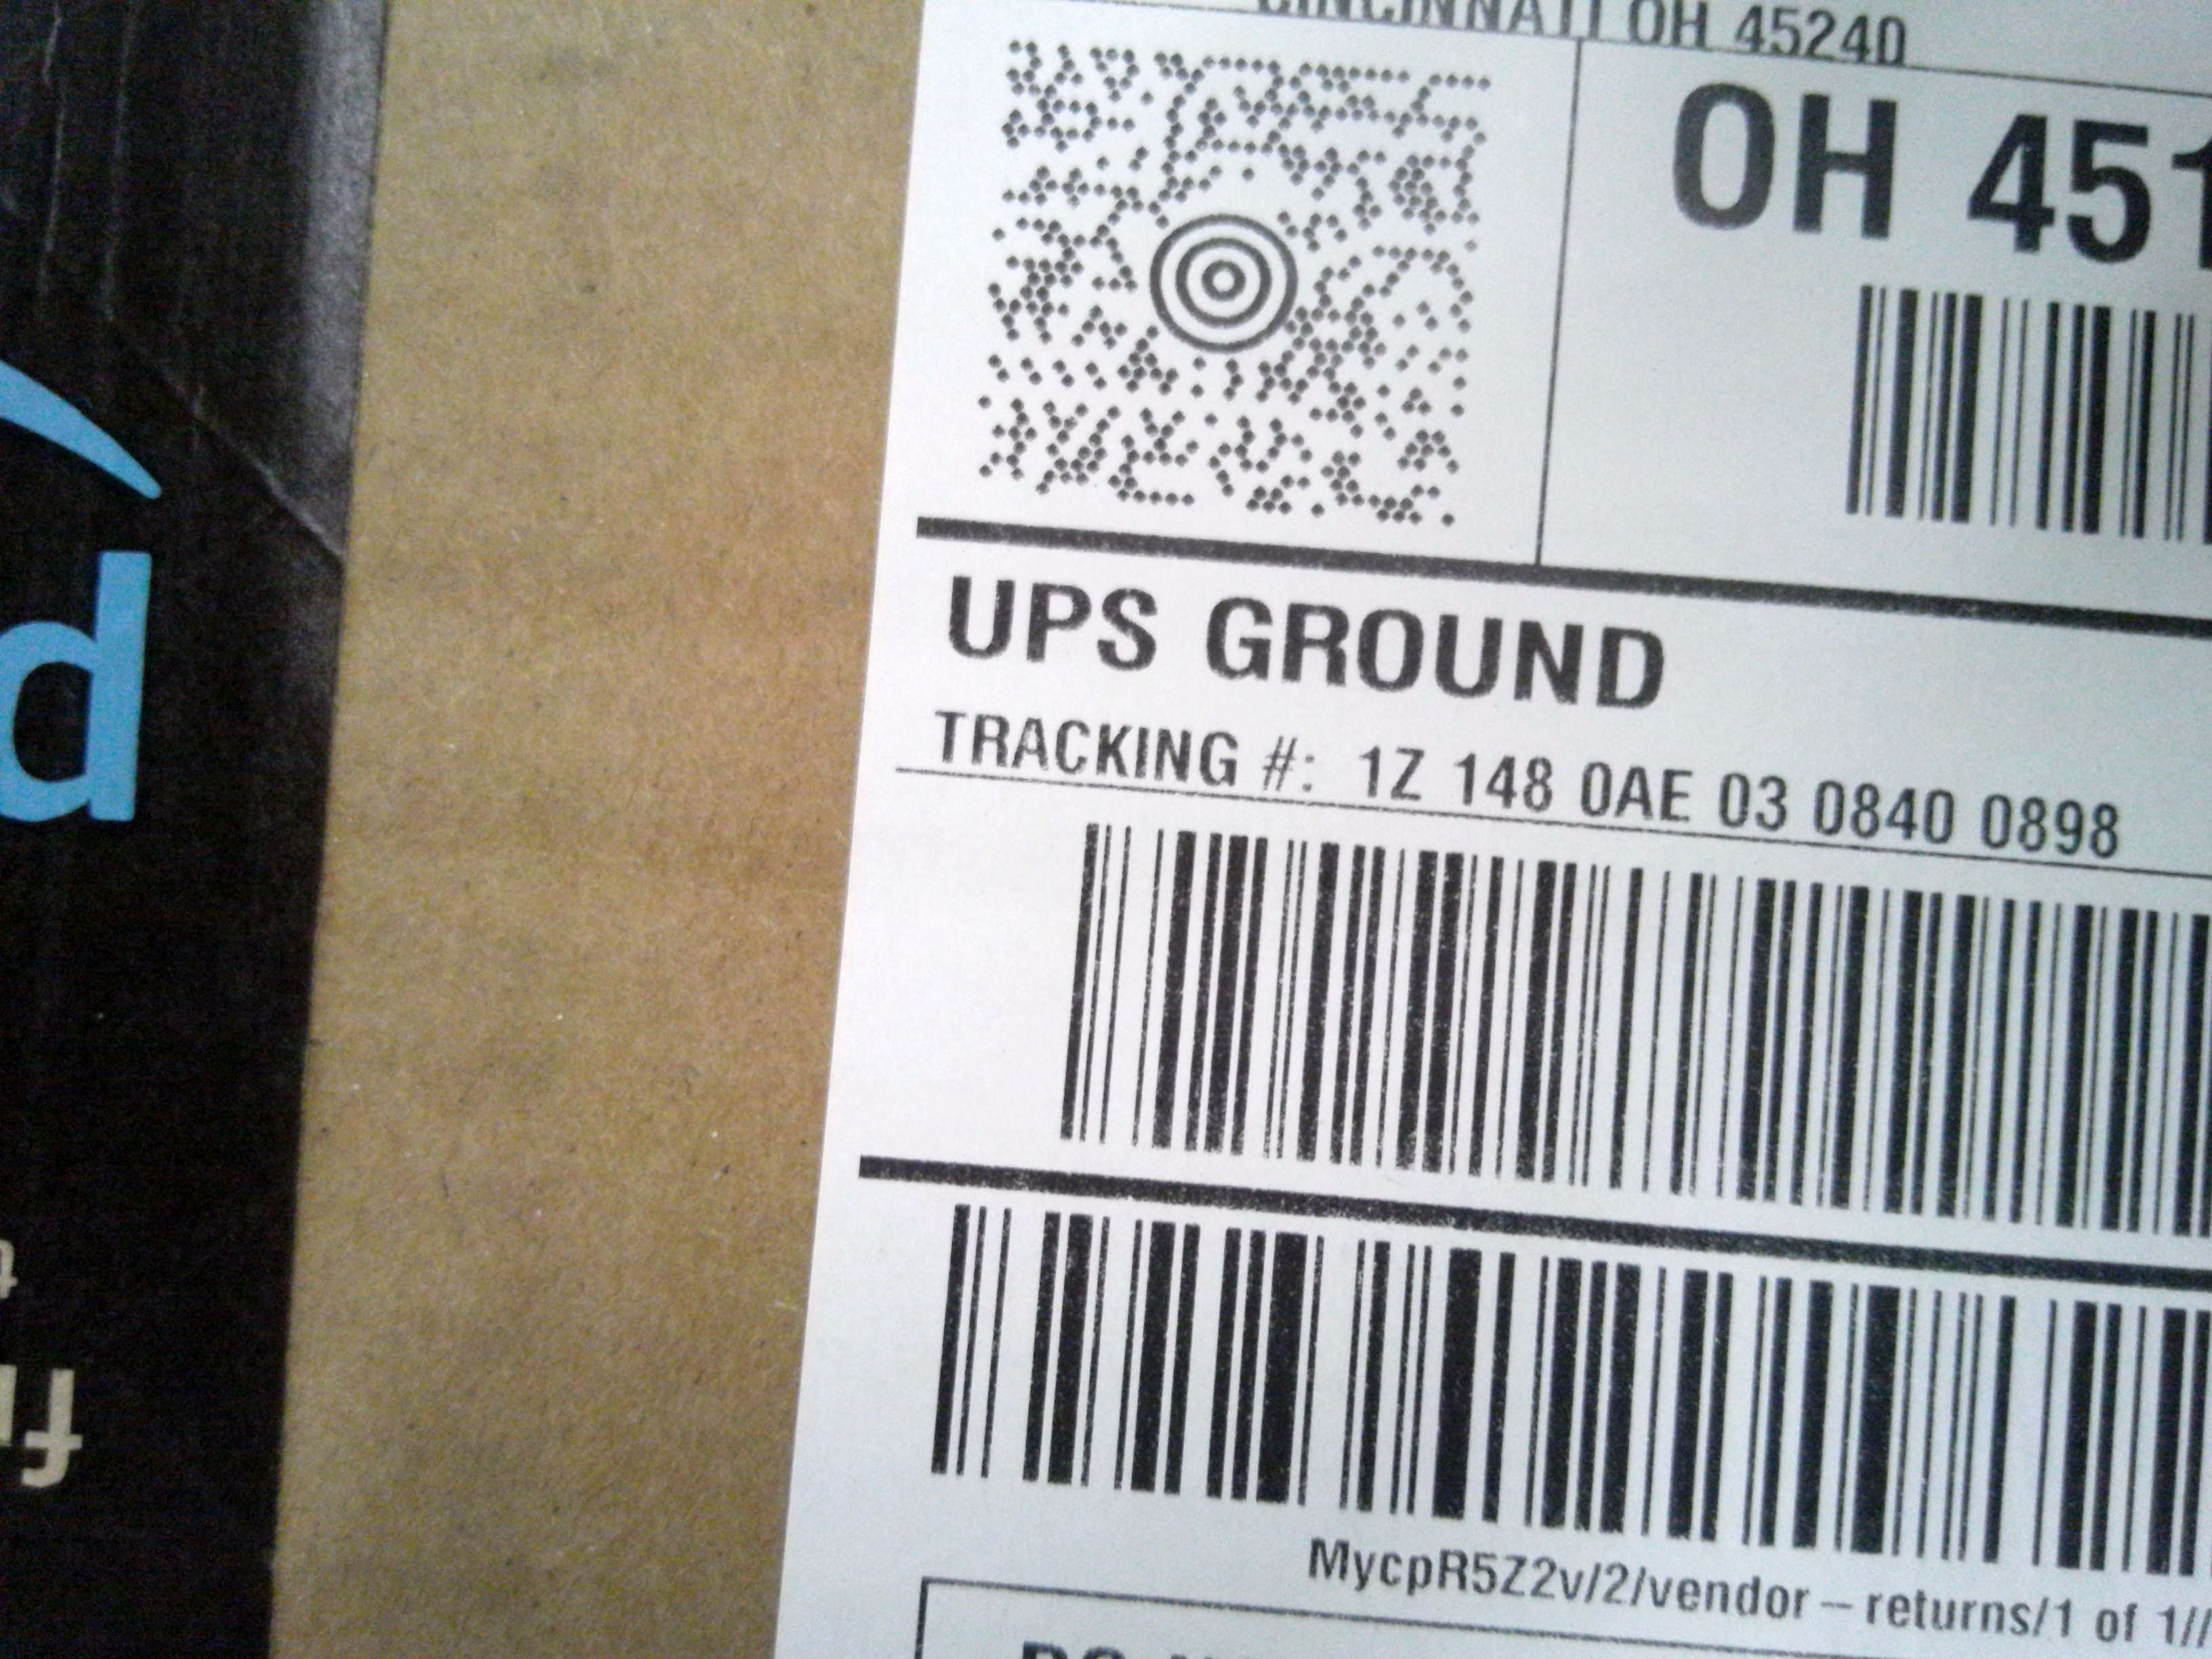 CINCINNATI OH 45240
OH 451
UPS GROUND
TRACKING #: 1Z 148 0AE 03 0840 0898
d
MycpR5Z2v/2/vendor – returns/1 of 1//